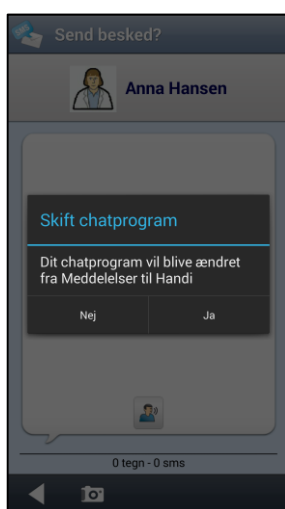 Send besked?
Anna Hansen
Skift chatprogram
Dit chatprogram vil blive ændret
fra Meddelelser til Handi
Nej
Ja
0 tegn - 0 sms